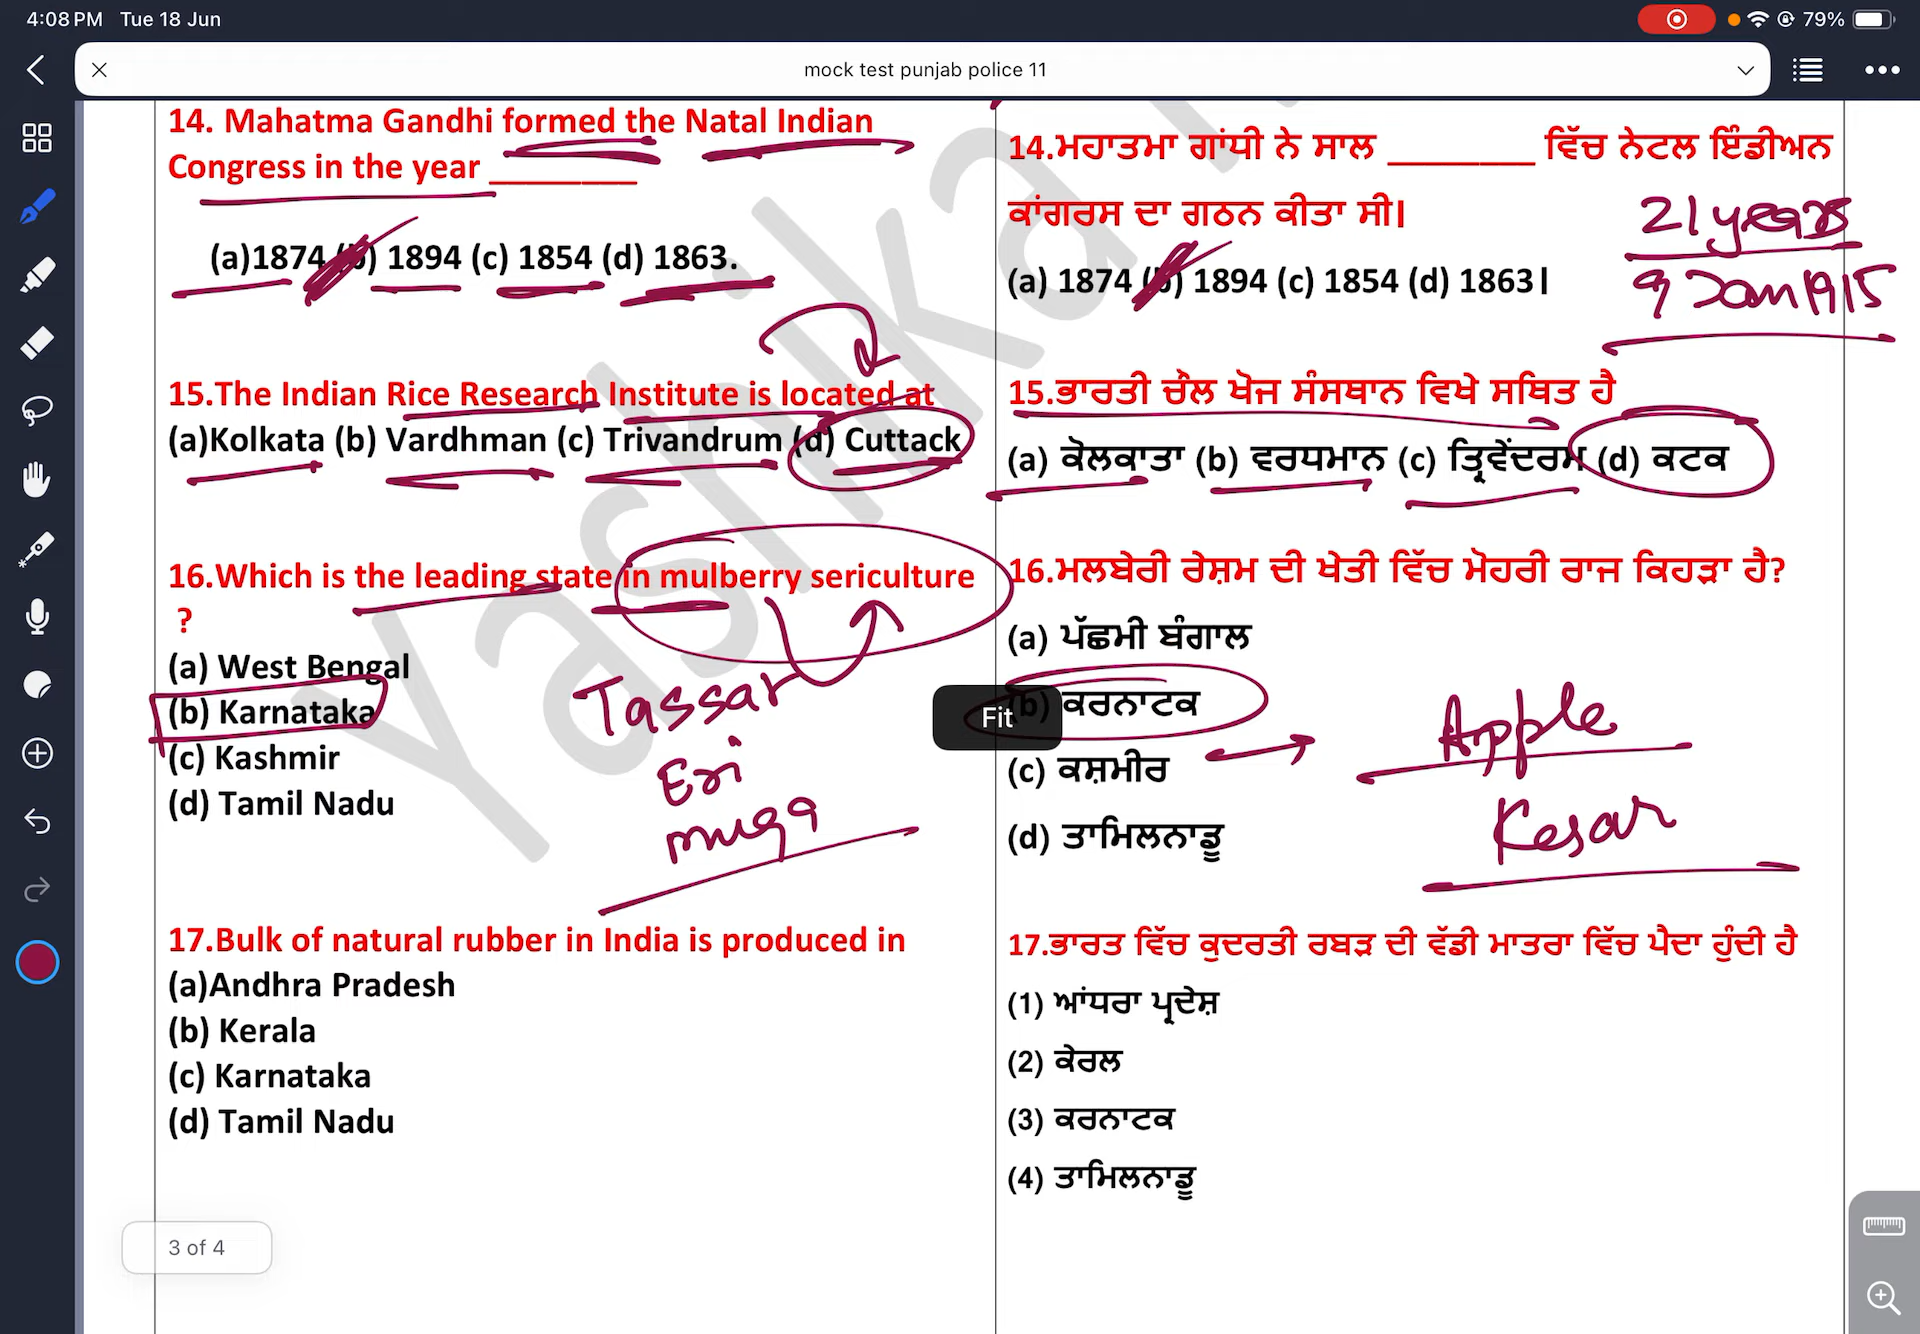 4:08 PM Tue 18 Jun
79%
mock test punjab police 11
14. Mahatma Gandhi formed the Natal Indian
Congress in the year ________
(a)1874 (b) 1894 (c) 1854 (d) 1863.
15.The Indian Rice Research Institute is located at
(a)Kolkata (b) Vardhman (c) Trivandrum (d) Cuttack
16.Which is the leading state in mulberry sericulture
?
(a) West Bengal
(b) Karnataka
(c) Kashmir
(d) Tamil Nadu
Tassar
Eri
muga
17.Bulk of natural rubber in India is produced in
(a)Andhra Pradesh
(b) Kerala
(c) Karnataka
(d) Tamil Nadu
3 of 4
14.ਮਹਾਤਮਾ ਗਾਂਧੀ ਨੇ ਸਾਲ ________ ਵਿੱਚ ਨੇਟਲ ਇੰਡੀਅਨ
ਕਾਂਗਰਸ ਦਾ ਗਠਨ ਕੀਤਾ ਸੀ।
21 years
9 Jan 1915
(a) 1874 (b) 1894 (c) 1854 (d) 1863।
15.ਭਾਰਤੀ ਚੌਲ ਖੋਜ ਸੰਸਥਾਨ ਵਿਖੇ ਸਥਿਤ ਹੈ
(a) ਕੋਲਕਾਤਾ (b) ਵਰਧਮਾਨ (c) ਤ੍ਰਿਵੇਂਦਰਮ (d) ਕਟਕ
16.ਮਲਬੇਰੀ ਰੇਸ਼ਮ ਦੀ ਖੇਤੀ ਵਿੱਚ ਮੋਹਰੀ ਰਾਜ ਕਿਹੜਾ ਹੈ?
(a) ਪੱਛਮੀ ਬੰਗਾਲ
(b) ਕਰਨਾਟਕ
(c) ਕਸ਼ਮੀਰ
(d) ਤਾਮਿਲਨਾਡੂ
Fit
Apple
Kesar
17.ਭਾਰਤ ਵਿੱਚ ਕੁਦਰਤੀ ਰਬੜ ਦੀ ਵੱਡੀ ਮਾਤਰਾ ਵਿੱਚ ਪੈਦਾ ਹੁੰਦੀ ਹੈ
(1) ਆਂਧਰਾ ਪ੍ਰਦੇਸ਼
(2) ਕੇਰਲ
(3) ਕਰਨਾਟਕ
(4) ਤਾਮਿਲਨਾਡੂ
Yashika